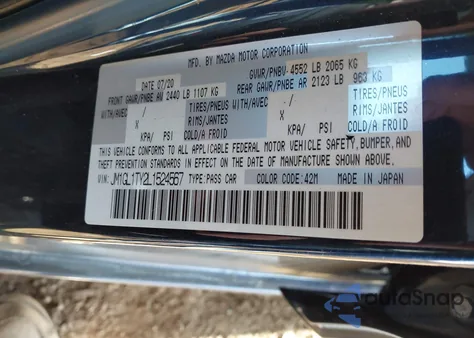 MFD. BY MAZDA MOTOR CORPORATION
DATE 07/20 GVWR/PNBV 4552 LB 2065 KG
FRONT GAWR/PNBE AV 2440 LB 1107 KG REAR GAWR/PNBE AR 2123 LB 963 KG
WITH/AVEC TIRES/PNEUS WITH/AVEC TIRES/PNEUS
/ RIMS/JANTES / RIMS/JANTES
X X
KPA/ PSI COLD/A FROID KPA/ PSI COLD/A FROID
THIS VEHICLE CONFORMS TO ALL APPLICABLE FEDERAL MOTOR VEHICLE SAFETY, BUMPER, AND
THEFT PREVENTION STANDARDS IN EFFECT ON THE DATE OF MANUFACTURE SHOWN ABOVE.
VIN: JM1GL1TY2L1524567 TYPE:PASS CAR COLOR CODE:42M MADE IN JAPAN
autoSnap